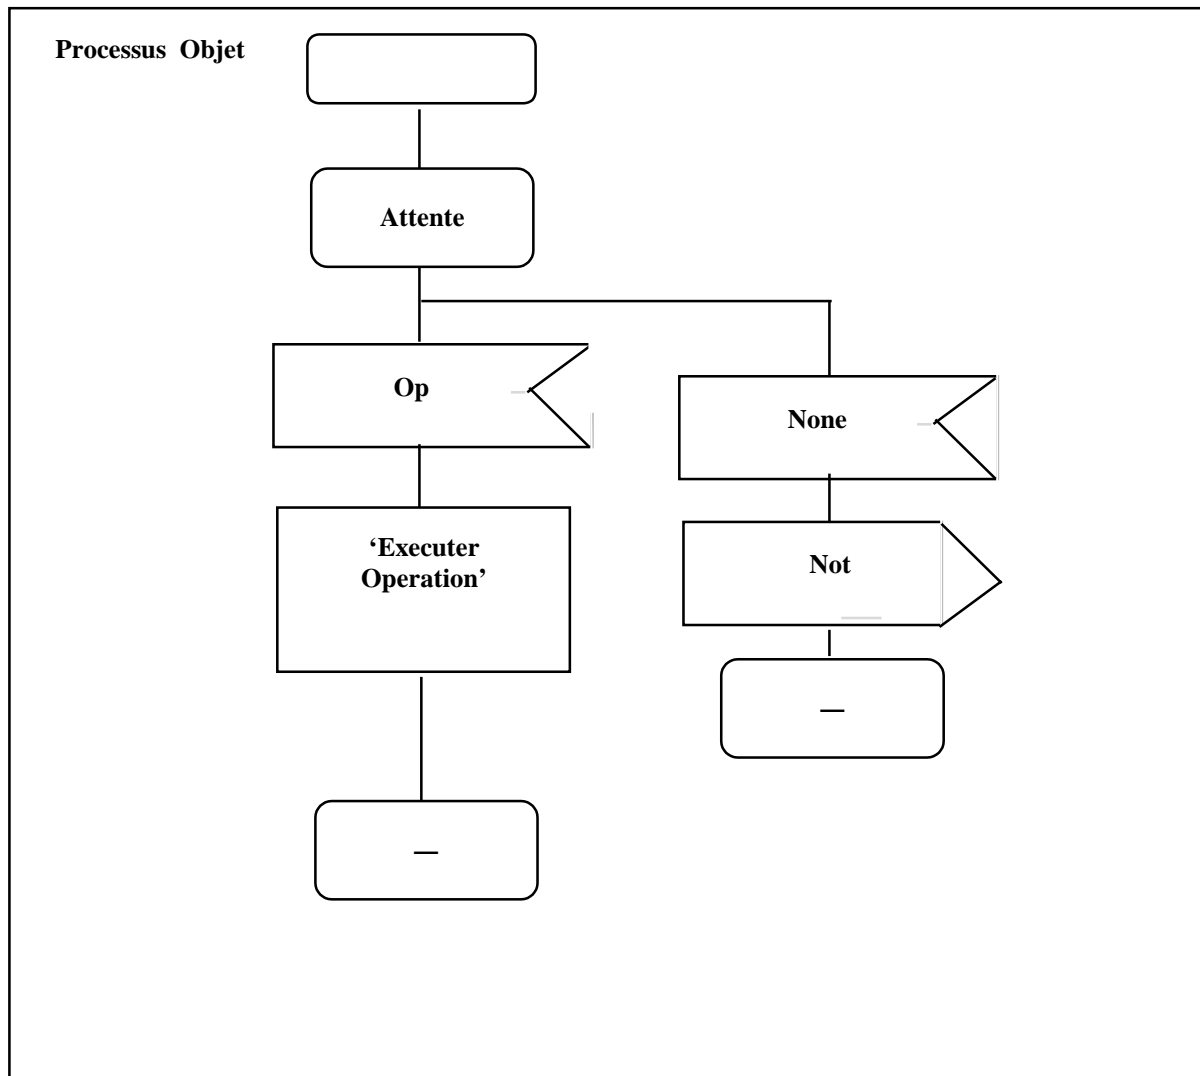 Processus Objet
Attente
Op
None
‘Executer
Operation’
Not
—
—